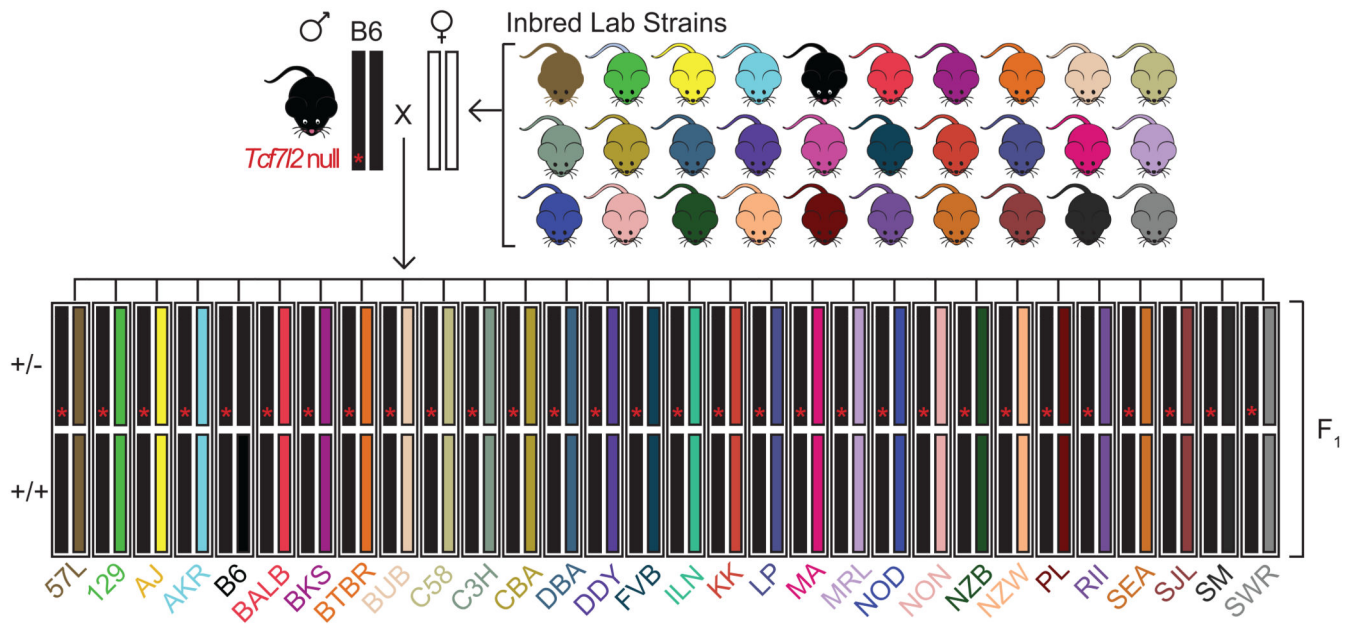 ♂ B6 ♀ Inbred Lab Strains
X
Tcf7l2 null
*
+/-
* * * * * * * * * * * * * * * * * * * * * * * * * * * * * *
F1
+/+
57L 129 AJ AKR B6 BALB BKS BTBR BUB C58 C3H CBA DBA DDY FVB ILN KK LP MA MRL NOD NON NZB NZW PL RII SEA SJL SM SWR